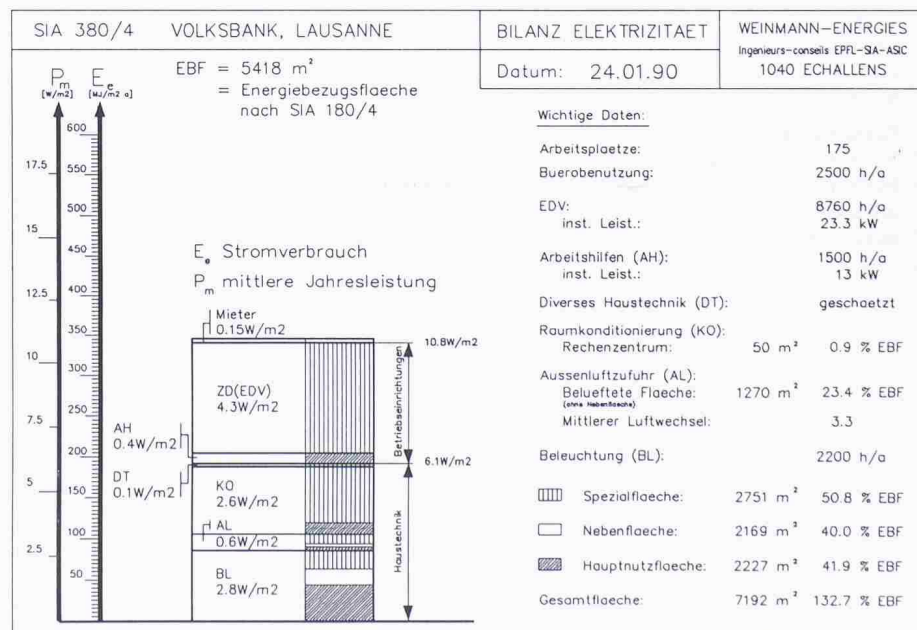 SIA 380/4 VOLKSBANK, LAUSANNE
BILANZ ELEKTRIZITAET
Datum: 24.01.90
WEINMANN-ENERGIES
Ingenieurs-conseils EPFL-SIA-ASIC
1040 ECHALLENS
EBF = 5418 m²
= Energiebezugsflaeche
nach SIA 180/4
P_m E_e
[W/m2] [MJ/m2 a]
600
17.5
550
500
15
450
400
12.5
350
300
10
250
7.5
200
5
150
100
2.5
50
E_e Stromverbrauch
P_m mittlere Jahresleistung
Mieter
0.15W/m2
10.8W/m2
ZD(EDV)
4.3W/m2
Betriebseinrichtungen
AH
0.4W/m2
6.1W/m2
DT
0.1W/m2
KO
2.6W/m2
AL
0.6W/m2
Haustechnik
BL
2.8W/m2
Wichtige Daten:
Arbeitsplaetze: 175
Buerobenutzung: 2500 h/a
EDV: 8760 h/a
inst. Leist.: 23.3 kW
Arbeitshilfen (AH): 1500 h/a
inst. Leist.: 13 kW
Diverses Haustechnik (DT): geschaetzt
Raumkonditionierung (KO):
Rechenzentrum: 50 m² 0.9 % EBF
Aussenluftzufuhr (AL):
Belueftete Flaeche: 1270 m² 23.4 % EBF
(ohne Nebenflaeche)
Mittlerer Luftwechsel: 3.3
Beleuchtung (BL): 2200 h/a
Spezialflaeche: 2751 m² 50.8 % EBF
Nebenflaeche: 2169 m² 40.0 % EBF
Hauptnutzflaeche: 2227 m² 41.9 % EBF
Gesamtflaeche: 7192 m² 132.7 % EBF